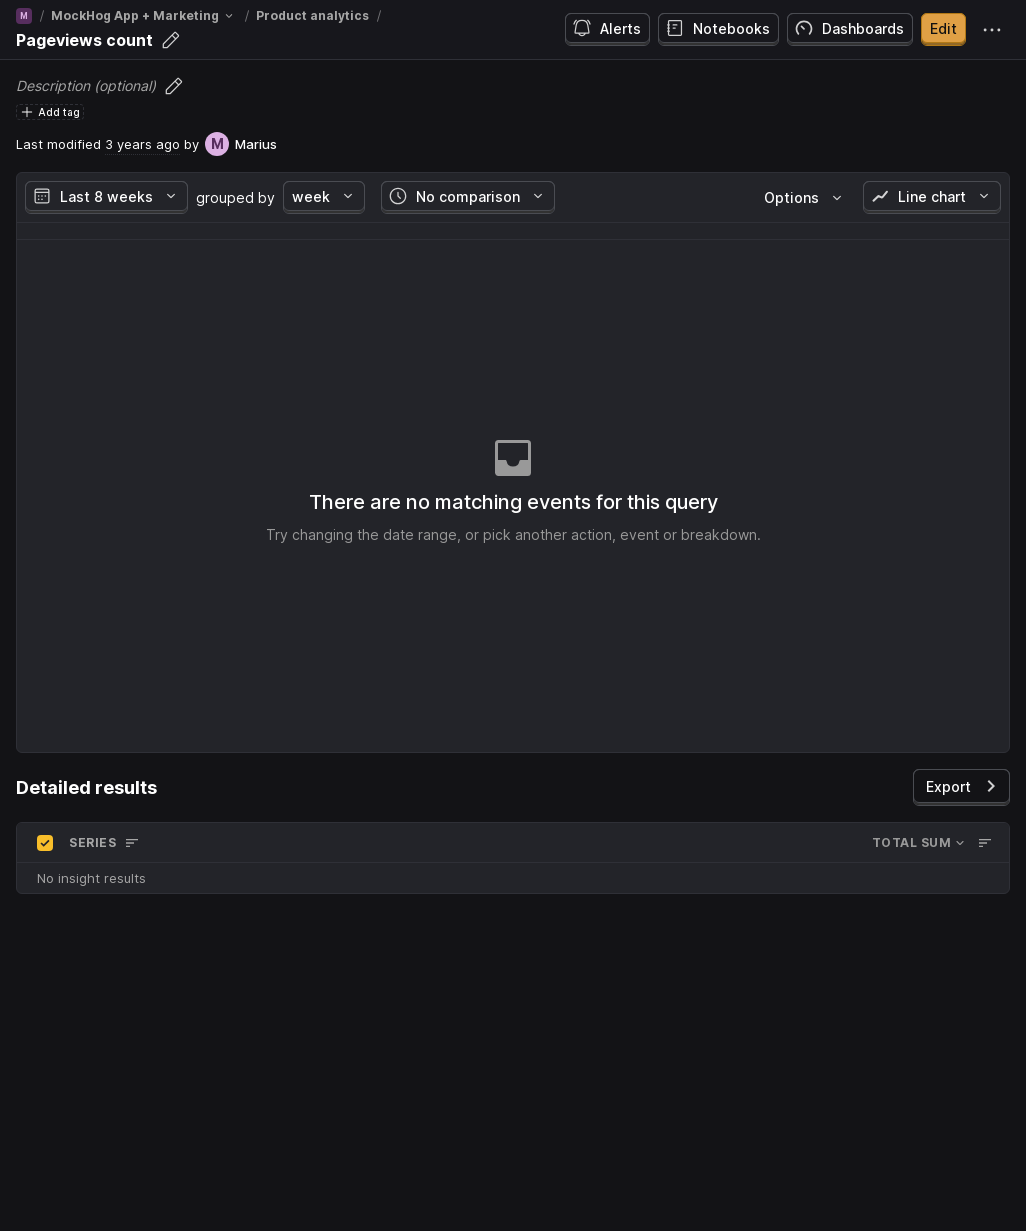 M / MockHog App + Marketing / Product analytics /
Pageviews count
Alerts Notebooks Dashboards Edit
Description (optional)
Add tag
Last modified 3 years ago by M Marius
Last 8 weeks grouped by week No comparison Options Line chart
There are no matching events for this query
Try changing the date range, or pick another action, event or breakdown.
Detailed results Export
SERIES TOTAL SUM
No insight results